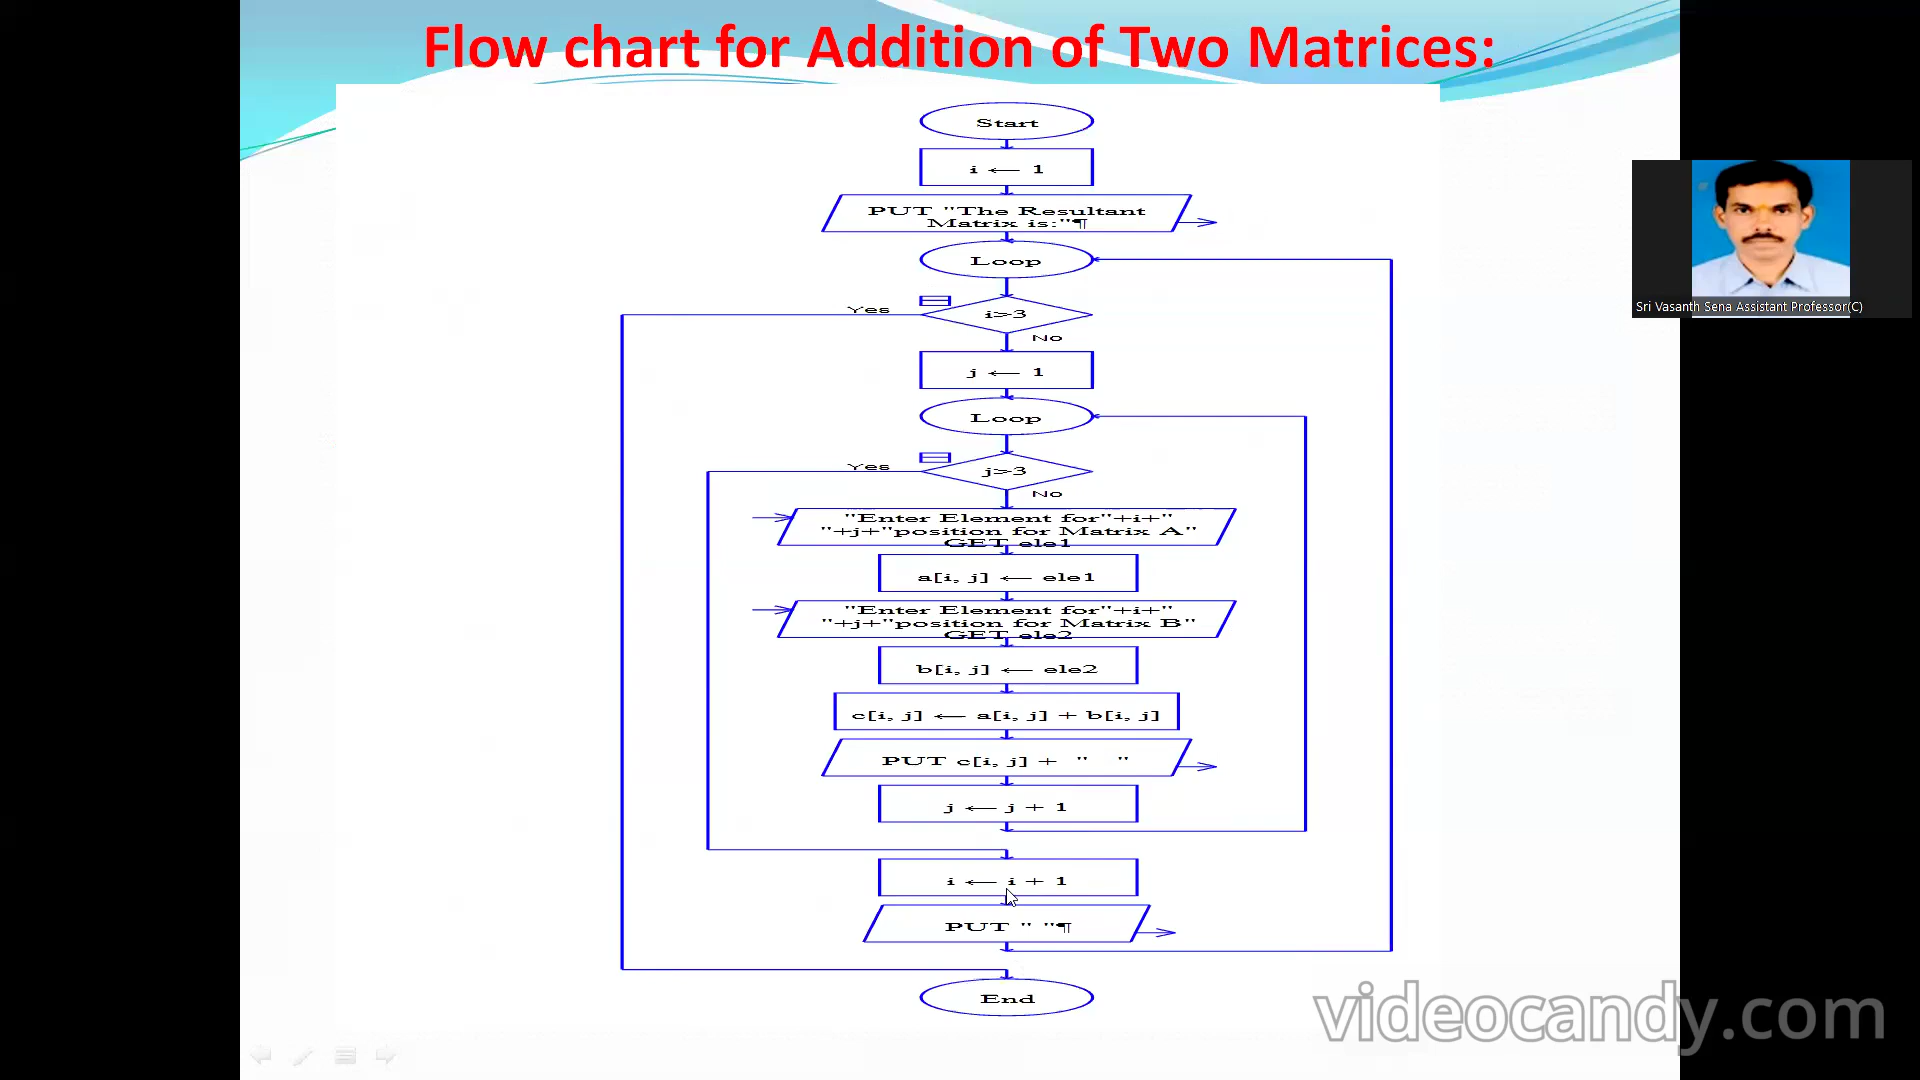 Flow chart for Addition of Two Matrices:
Start
i ← 1
PUT "The Resultant
Matrix is:"¶
Loop
Yes
i>3
No
j ← 1
Loop
Yes
j>3
No
"Enter Element for"+i+"
"+j+"position for Matrix A"
GET ele1
a[i, j] ← ele1
"Enter Element for"+i+"
"+j+"position for Matrix B"
GET ele2
b[i, j] ← ele2
c[i, j] ← a[i, j] + b[i, j]
PUT c[i, j] + "   "
j ← j + 1
i ← i + 1
PUT " "¶
End
Sri Vasanth Sena Assistant Professor(C)
videocandy.com